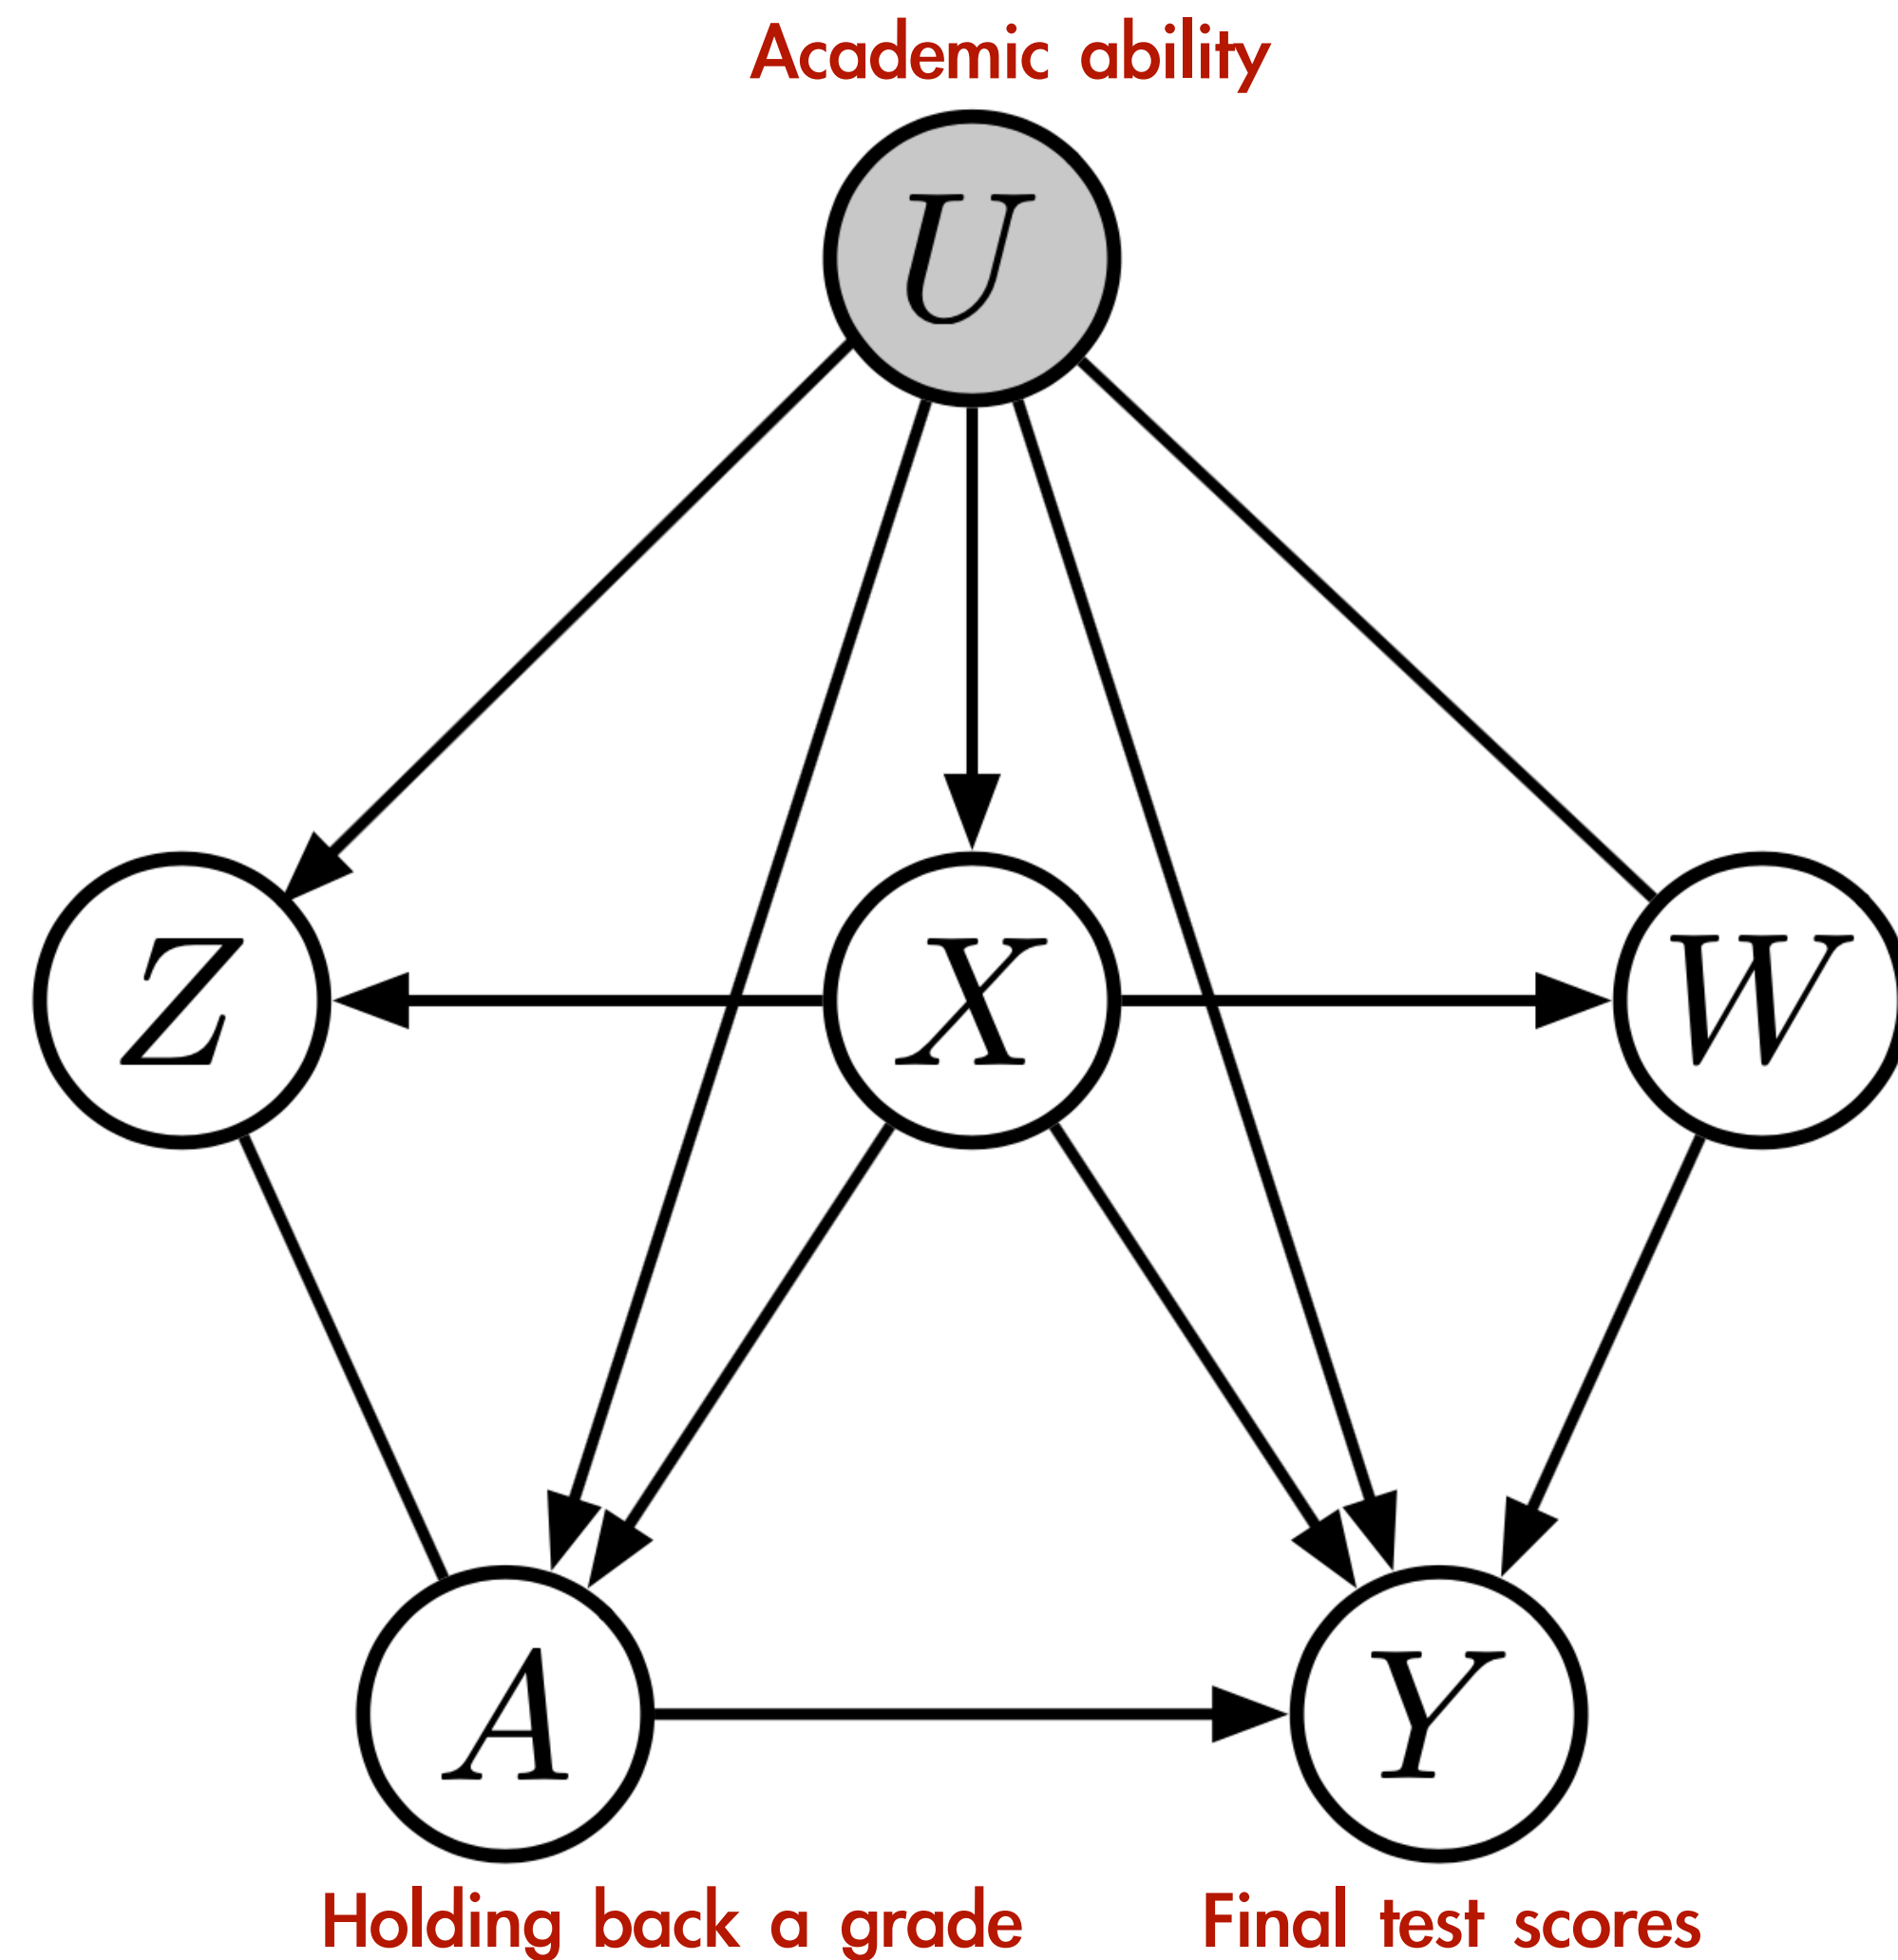 Academic ability
U
Z X W
A Y
Holding back a grade Final test scores